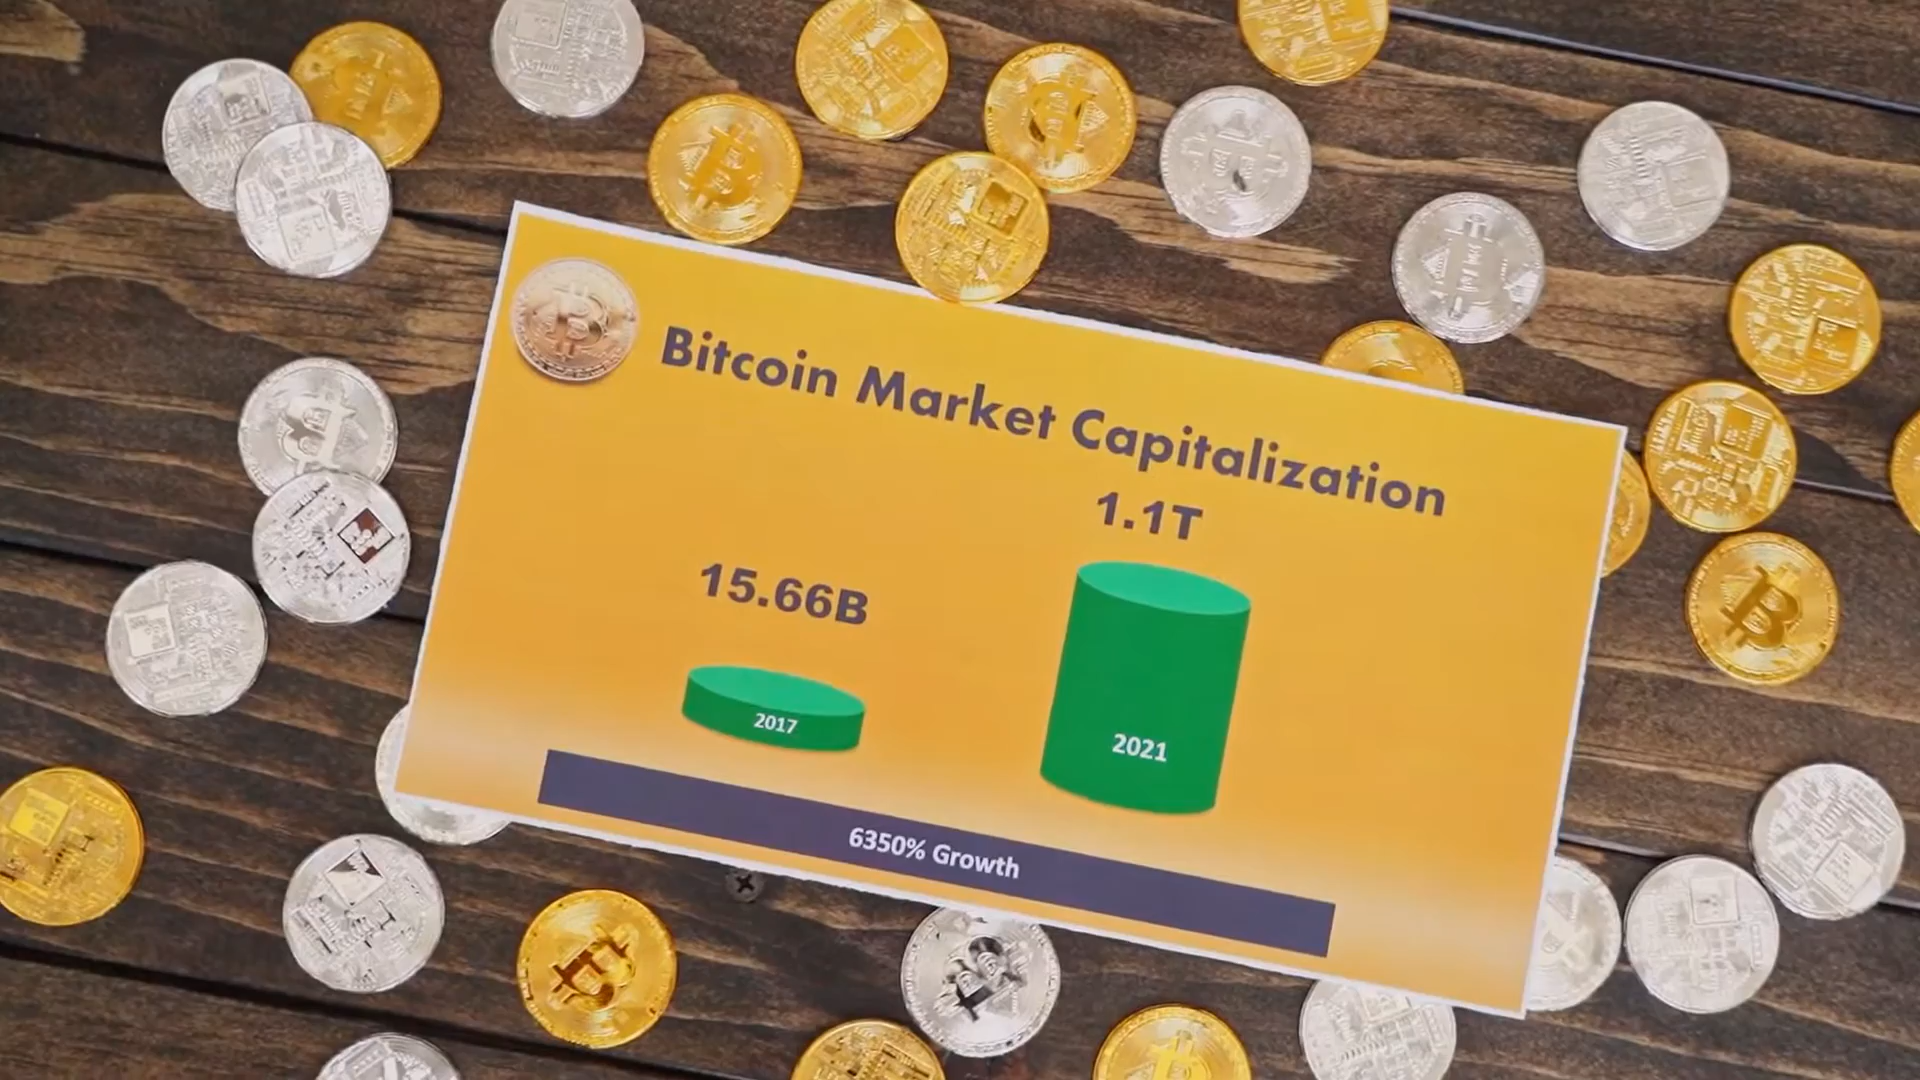 Bitcoin Market Capitalization
15.66B
1.1T
2017
2021
6350% Growth